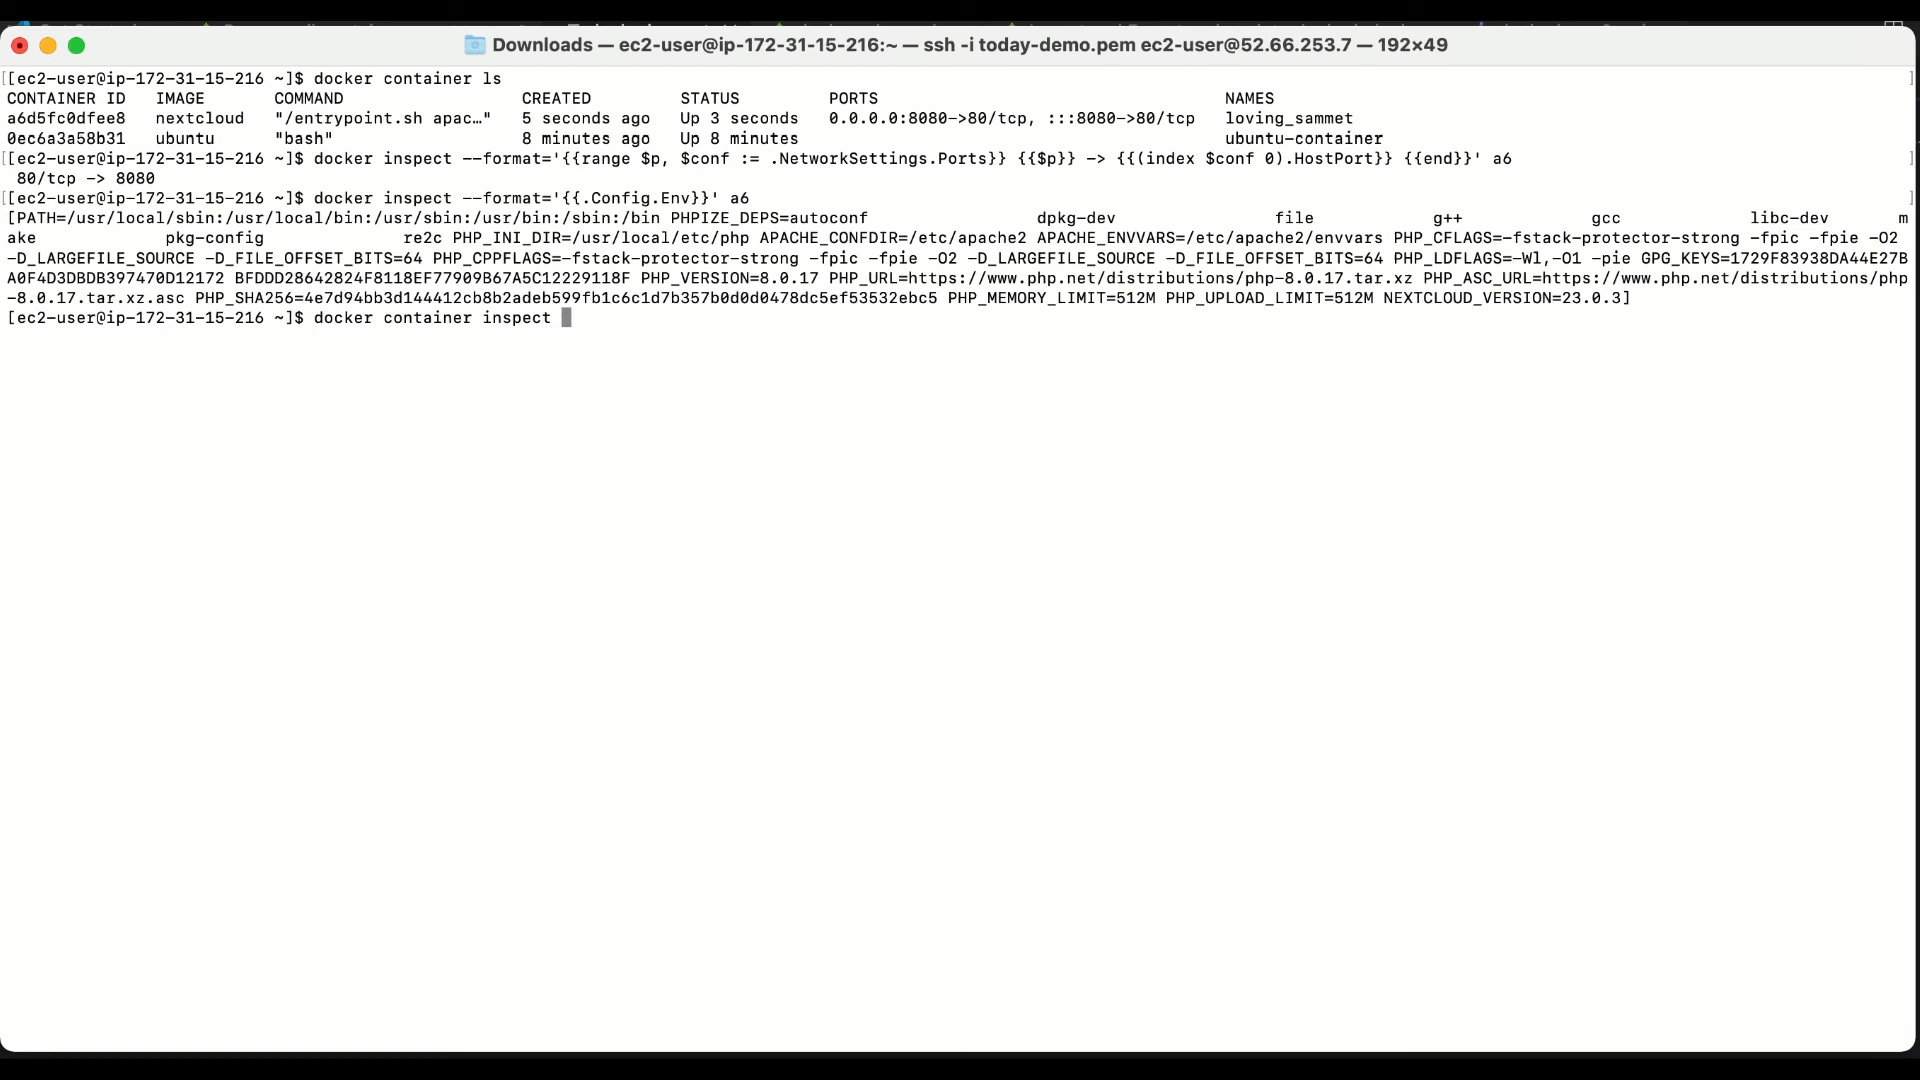 Downloads — ec2-user@ip-172-31-15-216:~ — ssh -i today-demo.pem ec2-user@52.66.253.7 — 192×49
[[ec2-user@ip-172-31-15-216 ~]$ docker container ls ]
CONTAINER ID   IMAGE       COMMAND                  CREATED         STATUS         PORTS                                   NAMES
a6d5fc0dfee8   nextcloud   "/entrypoint.sh apac…"   5 seconds ago   Up 3 seconds   0.0.0.0:8080->80/tcp, :::8080->80/tcp   loving_sammet
0ec6a3a58b31   ubuntu      "bash"                   8 minutes ago   Up 8 minutes                                           ubuntu-container
[[ec2-user@ip-172-31-15-216 ~]$ docker inspect --format='{{range $p, $conf := .NetworkSettings.Ports}} {{$p}} -> {{(index $conf 0).HostPort}} {{end}}' a6 ]
 80/tcp -> 8080
[[ec2-user@ip-172-31-15-216 ~]$ docker inspect --format='{{.Config.Env}}' a6 ]
[PATH=/usr/local/sbin:/usr/local/bin:/usr/sbin:/usr/bin:/sbin:/bin PHPIZE_DEPS=autoconf 		dpkg-dev 		file 		g++ 		gcc 		libc-dev 		m
ake 		pkg-config 		re2c PHP_INI_DIR=/usr/local/etc/php APACHE_CONFDIR=/etc/apache2 APACHE_ENVVARS=/etc/apache2/envvars PHP_CFLAGS=-fstack-protector-strong -fpic -fpie -O2
-D_LARGEFILE_SOURCE -D_FILE_OFFSET_BITS=64 PHP_CPPFLAGS=-fstack-protector-strong -fpic -fpie -O2 -D_LARGEFILE_SOURCE -D_FILE_OFFSET_BITS=64 PHP_LDFLAGS=-Wl,-O1 -pie GPG_KEYS=1729F83938DA44E27B
A0F4D3DBDB397470D12172 BFDDD28642824F8118EF77909B67A5C12229118F PHP_VERSION=8.0.17 PHP_URL=https://www.php.net/distributions/php-8.0.17.tar.xz PHP_ASC_URL=https://www.php.net/distributions/php
-8.0.17.tar.xz.asc PHP_SHA256=4e7d94bb3d144412cb8b2adeb599fb1c6c1d7b357b0d0d0478dc5ef53532ebc5 PHP_MEMORY_LIMIT=512M PHP_UPLOAD_LIMIT=512M NEXTCLOUD_VERSION=23.0.3]
[ec2-user@ip-172-31-15-216 ~]$ docker container inspect